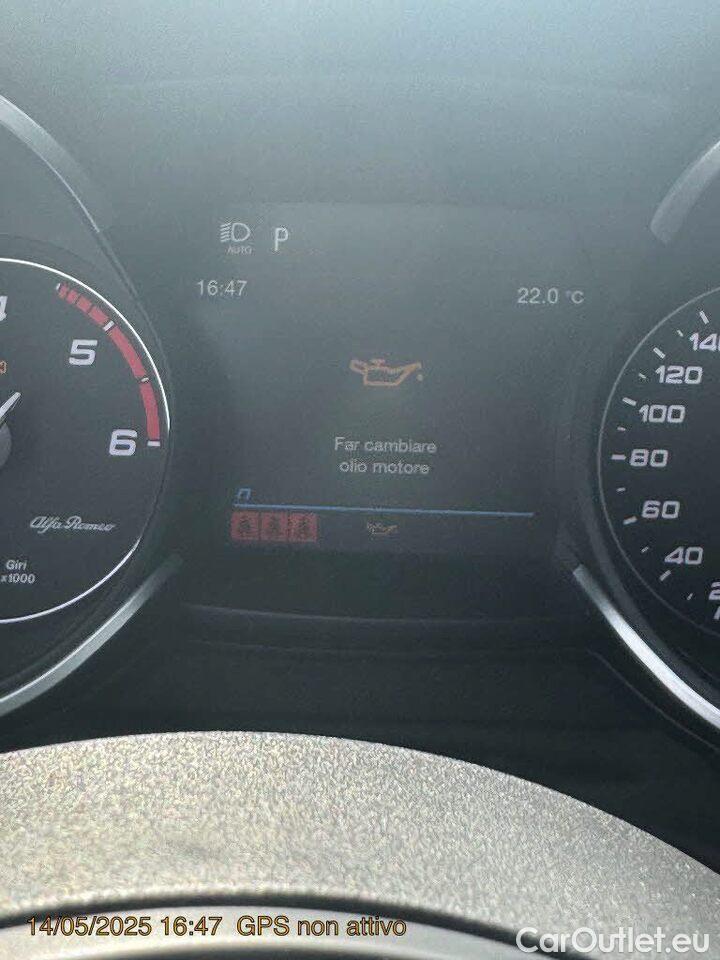 AUTO P
16:47
22.0 °C
Far cambiare
olio motore
4
5
6
Alfa Romeo
Giri
x1000
140
120
100
80
60
40
14/05/2025 16:47 GPS non attivo
CarOutlet.eu